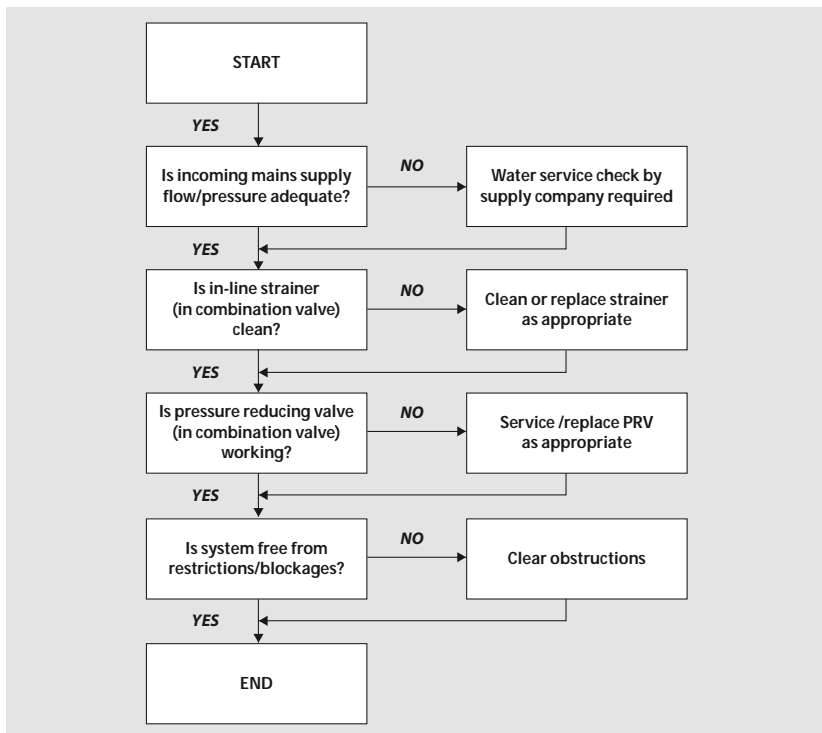 START
YES
Is incoming mains supply
flow/pressure adequate?
NO
Water service check by
supply company required
YES
Is in-line strainer
(in combination valve)
clean?
NO
Clean or replace strainer
as appropriate
YES
Is pressure reducing valve
(in combination valve)
working?
NO
Service /replace PRV
as appropriate
YES
Is system free from
restrictions/blockages?
NO
Clear obstructions
YES
END